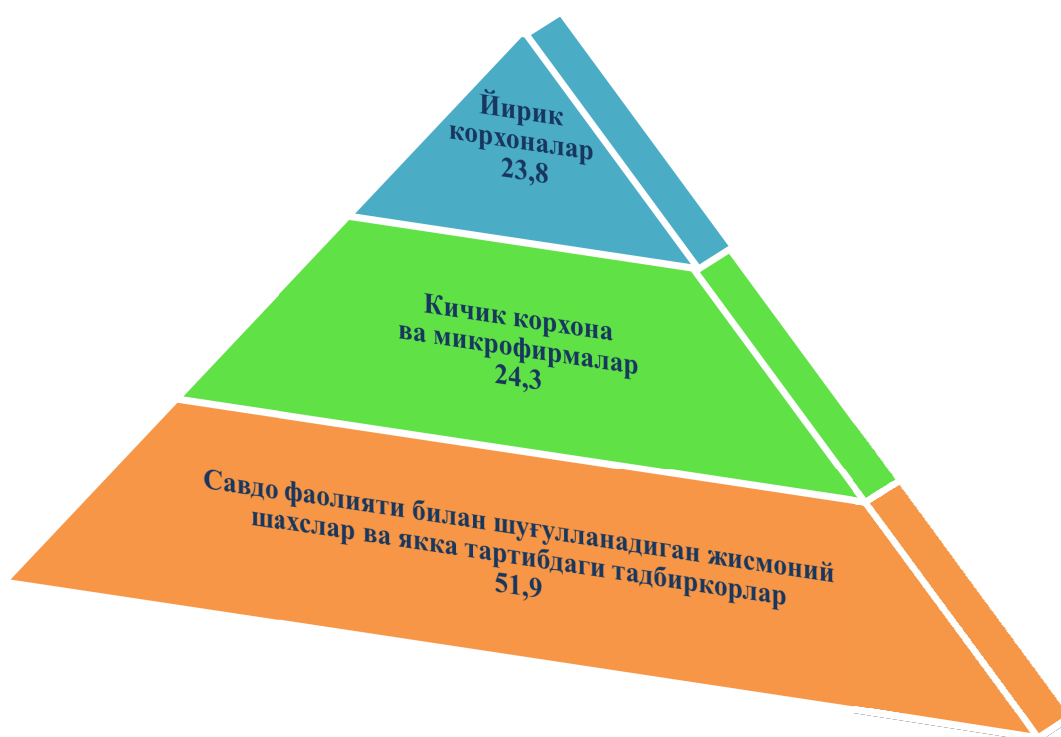 Йирик
корхоналар
23,8
Кичик корхона
ва микрофирмалар
24,3
Савдо фаолияти билан шуғулланадиган жисмоний
шахслар ва якка тартибдаги тадбиркорлар
51,9